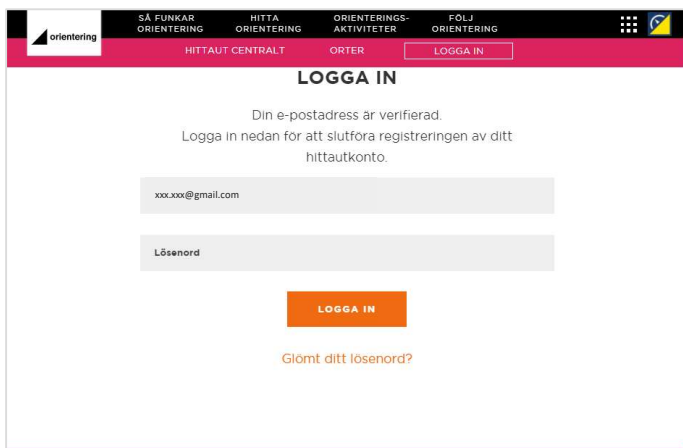 orientering
SÅ FUNKAR ORIENTERING
HITTA ORIENTERING
ORIENTERINGS-AKTIVITETER
FÖLJ ORIENTERING
HITTAUT CENTRALT
ORTER
LOGGA IN
LOGGA IN
Din e-postadress är verifierad.
Logga in nedan för att slutföra registreringen av ditt
hittautkonto.
xxx.xxx@gmail.com
Lösenord
LOGGA IN
Glömt ditt lösenord?